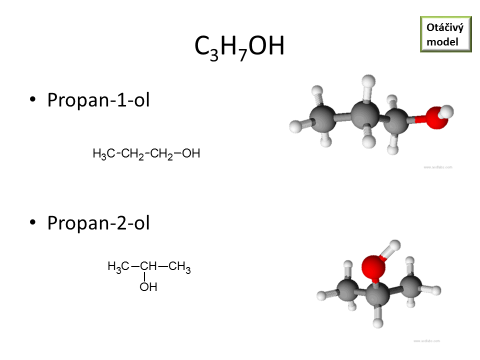 C₃H₇OH
Otáčivý
model
• Propan-1-ol
H₃C-CH₂-CH₂-OH
• Propan-2-ol
H₃C-CH-CH₃
OH